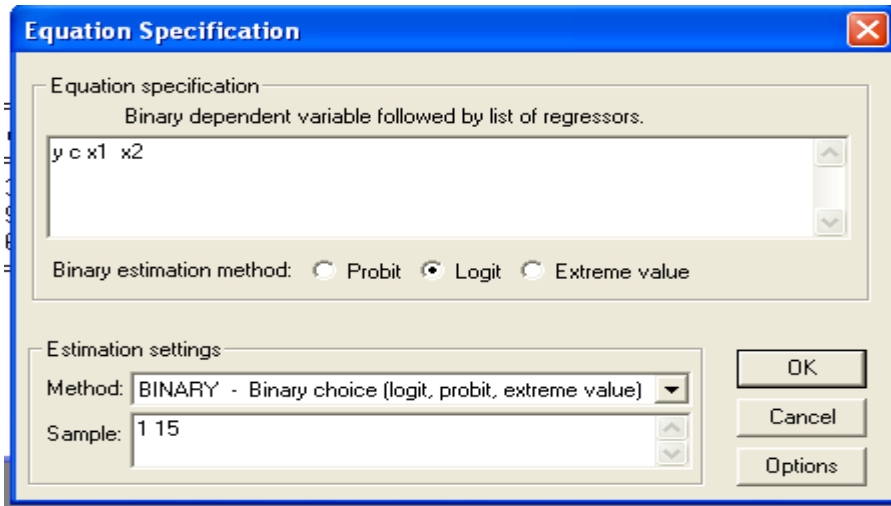 Equation Specification
Equation specification
Binary dependent variable followed by list of regressors.
y c x1 x2
Binary estimation method: Probit Logit Extreme value
Estimation settings
Method: BINARY - Binary choice (logit, probit, extreme value)
Sample: 1 15
OK
Cancel
Options